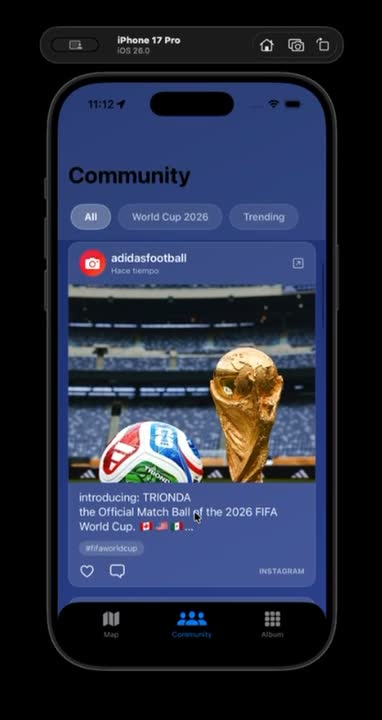 iPhone 17 Pro
iOS 26.0
11:12
Community
All
World Cup 2026
Trending
adidasfootball
Hace tiempo
introducing: TRIONDA
the Official Match Ball of the 2026 FIFA
World Cup. 🇨🇦🇺🇸🇲🇽...
#fifaworldcup
INSTAGRAM
Map
Community
Album